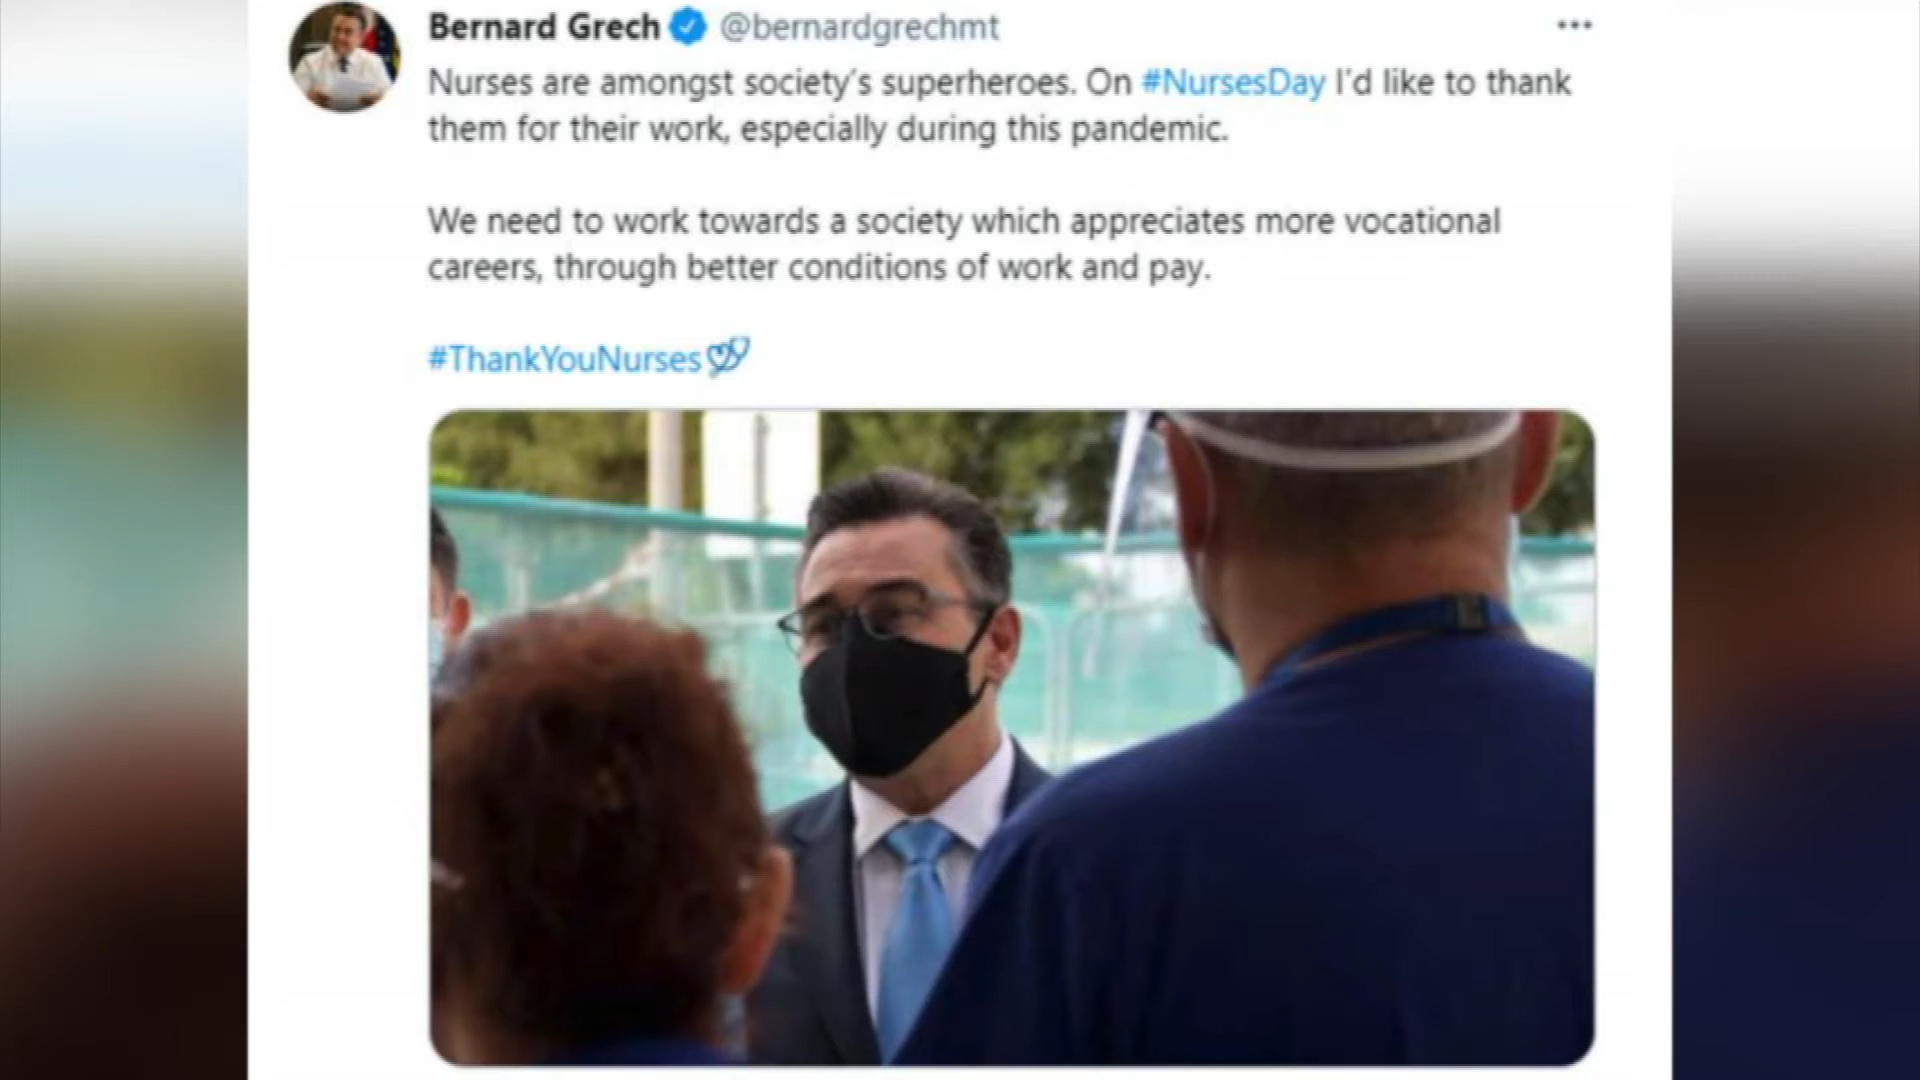 Bernard Grech @bernardgrechmt
Nurses are amongst society's superheroes. On #NursesDay I'd like to thank
them for their work, especially during this pandemic.
We need to work towards a society which appreciates more vocational
careers, through better conditions of work and pay.
#ThankYouNurses